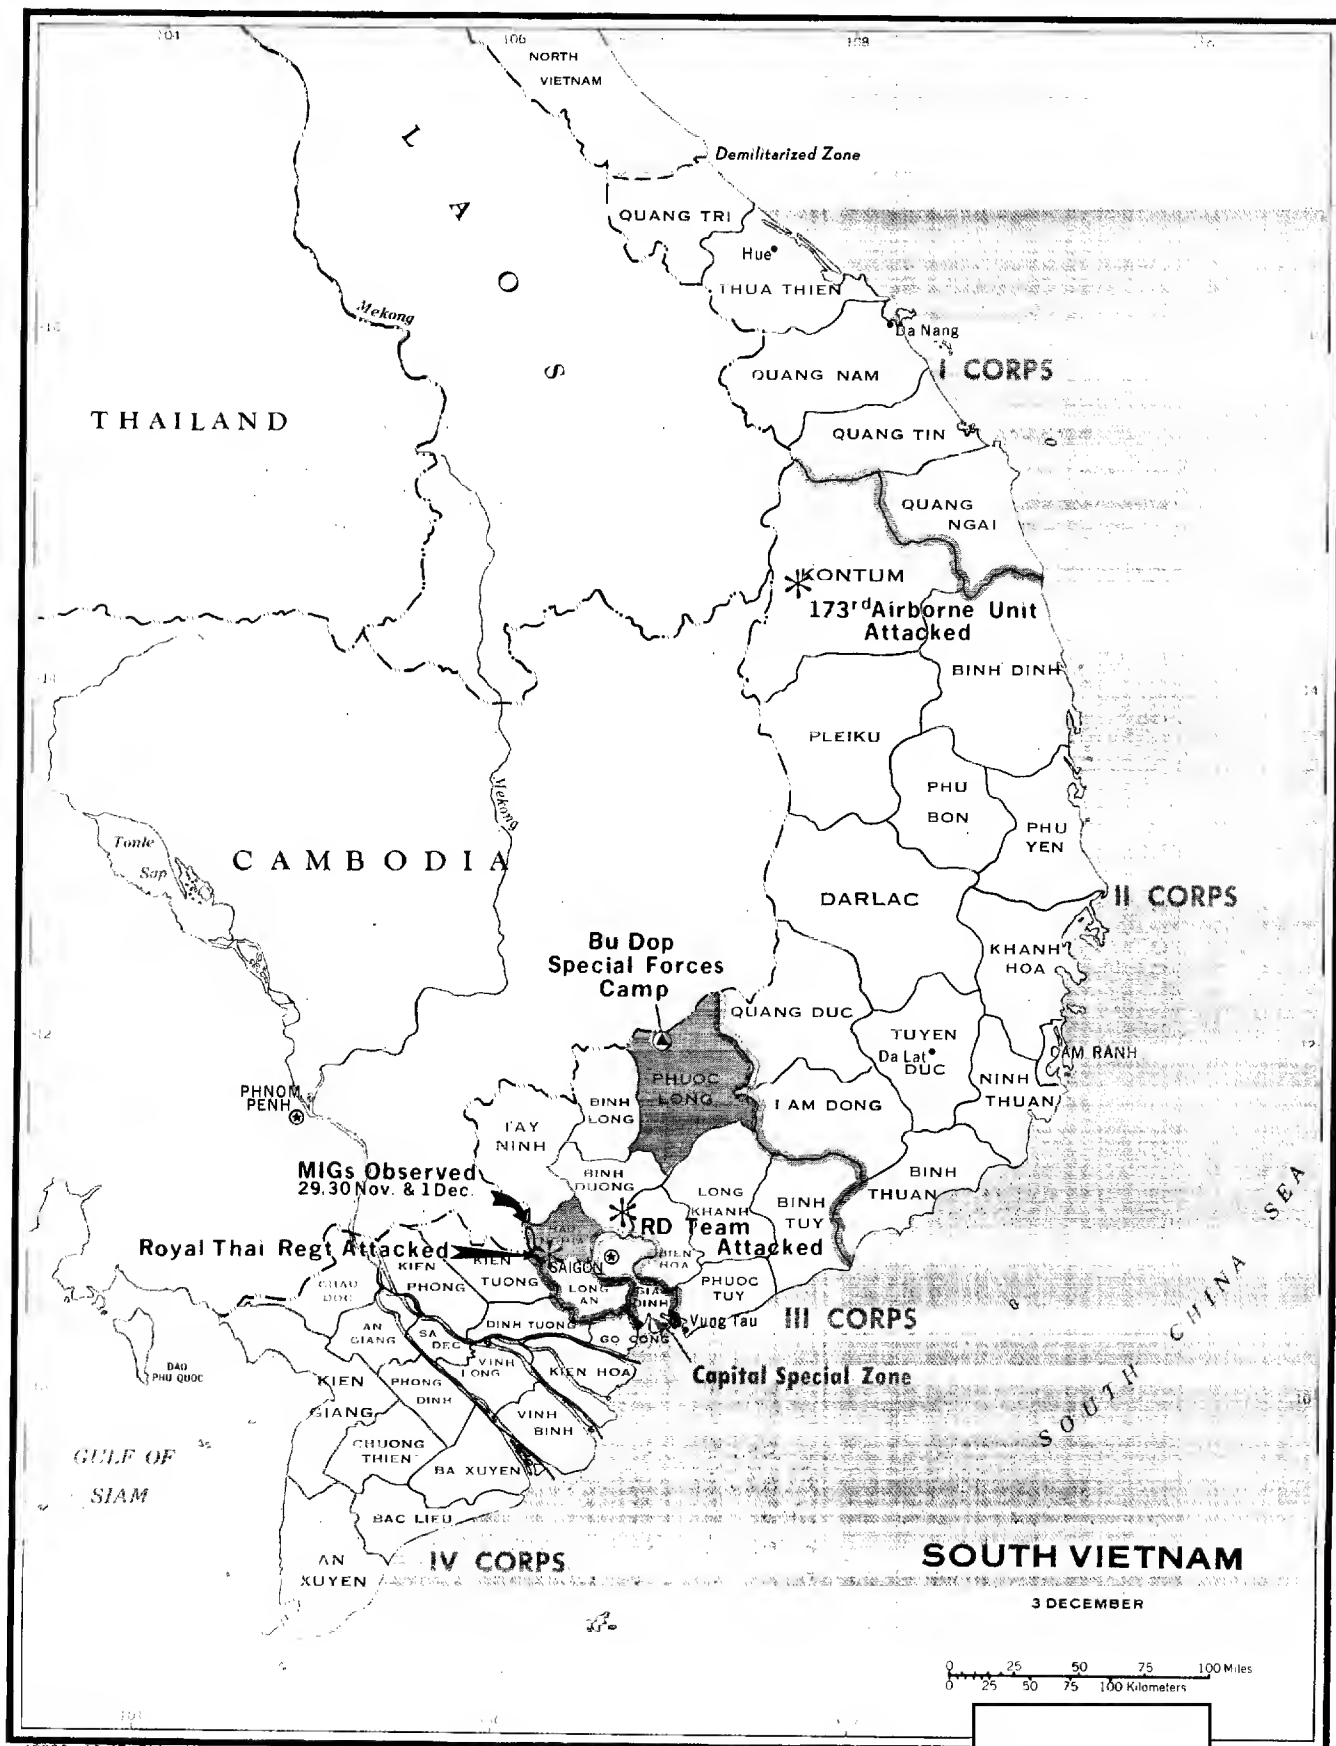 106
108
NORTH
VIETNAM
L A O S
Demilitarized Zone
QUANG TRI
Hue
THUA THIEN
Mekong
Da Nang
QUANG NAM
I CORPS
THAILAND
QUANG TIN
QUANG
NGAI
KONTUM
173rd Airborne Unit
Attacked
BINH DINH
14
PLEIKU
Mekong
PHU
BON
PHU
YEN
Tonle
Sap
CAMBODIA
DARLAC
II CORPS
Bu Dop
Special Forces
Camp
KHANH
HOA
QUANG DUC
TUYEN
DUC
Da Lat
12
CAM RANH
PHUOC
LONG
NINH
THUAN
PHNOM
PENH
BINH
LONG
LAM DONG
TAY
NINH
MIGs Observed
29.30 Nov. & 1 Dec.
BINH
DUONG
LONG
KHANH
BINH
TUY
BINH
THUAN
RD Team
Attacked
Royal Thai Regt Attacked
SAIGON
BIEN
HOA
KIEN
PHONG
KIEN
TUONG
CHAU
DOC
LONG
AN
GIA
DINH
PHUOC
TUY
Vung Tau
III CORPS
AN
GIANG
SA
DEC
DINH TUONG
GO CONG
Capital Special Zone
DAO
PHU QUOC
VINH
LONG
KIEN HOA
KIEN
GIANG
PHONG
DINH
VINH
BINH
10
SOUTH CHINA SEA
GULF OF
SIAM
CHUONG
THIEN
BA XUYEN
BAC LIEU
AN
XUYEN
IV CORPS
SOUTH VIETNAM
3 DECEMBER
0 25 50 75 100 Miles
0 25 50 75 100 Kilometers